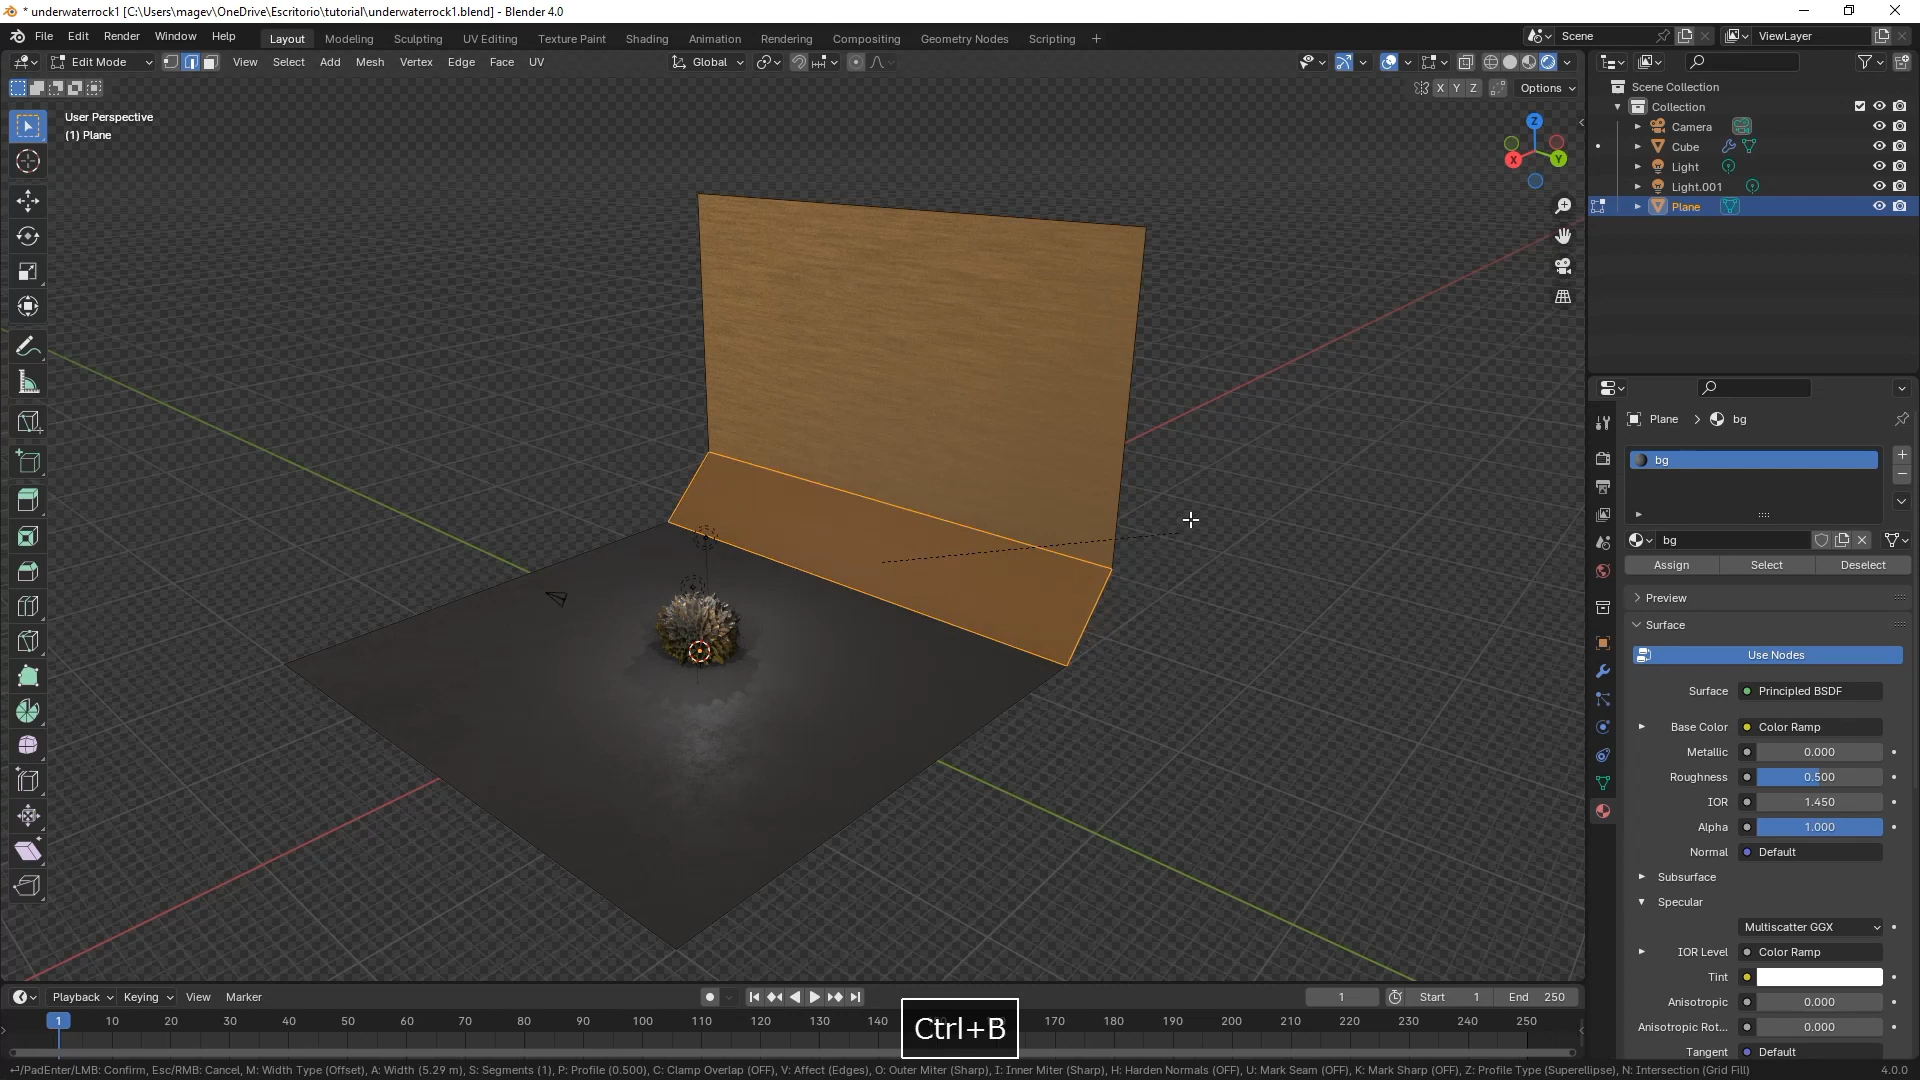 * underwaterrock1 [C:\Users\magev\OneDrive\Escritorio\tutorial\underwaterrock1.blend] - Blender 4.0
File Edit Render Window Help
Layout Modeling Sculpting UV Editing Texture Paint Shading Animation Rendering Compositing Geometry Nodes Scripting +
Scene
ViewLayer
Edit Mode View Select Add Mesh Vertex Edge Face UV
Global
X Y Z Options
User Perspective
(1) Plane
Z
X
Y
Scene Collection
Collection
Camera
Cube
Light
Light.001
Plane
Plane > bg
bg
bg
Assign Select Deselect
Preview
Surface
Use Nodes
Surface Principled BSDF
Base Color Color Ramp
Metallic 0.000
Roughness 0.500
IOR 1.450
Alpha 1.000
Normal Default
Subsurface
Specular
Multiscatter GGX
IOR Level Color Ramp
Tint
Anisotropic 0.000
Anisotropic Rot... 0.000
Tangent Default
Playback Keying View Marker
1 Start 1 End 250
1 10 20 30 40 50 60 70 80 90 100 110 120 130 140 170 180 190 200 210 220 230 240 250
Ctrl+B
/PadEnter/LMB: Confirm, Esc/RMB: Cancel, M: Width Type (Offset), A: Width (5.29 m), S: Segments (1), P: Profile (0.500), C: Clamp Overlap (OFF), V: Affect (Edges), O: Outer Miter (Sharp), I: Inner Miter (Sharp), H: Harden Normals (OFF), U: Mark Seam (OFF), K: Mark Sharp (OFF), Z: Profile Type (Superellipse), N: Intersection (Grid Fill)
4.0.0